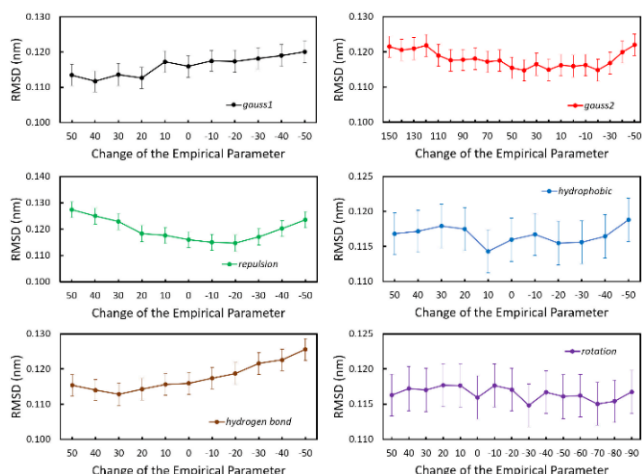 0.130
0.120
0.110
0.100
RMSD (nm)
gauss1
50 40 30 20 10 0 -10 -20 -30 -40 -50
Change of the Empirical Parameter
0.130
0.120
0.110
0.100
RMSD (nm)
gauss2
150 130 110 90 70 50 30 10 -10 -30 -50
Change of the Empirical Parameter
0.140
0.130
0.120
0.110
0.100
RMSD (nm)
repulsion
50 40 30 20 10 0 -10 -20 -30 -40 -50
Change of the Empirical Parameter
0.125
0.120
0.115
0.110
RMSD (nm)
hydrophobic
50 40 30 20 10 0 -10 -20 -30 -40 -50
Change of the Empirical Parameter
0.130
0.120
0.110
0.100
RMSD (nm)
hydrogen bond
50 40 30 20 10 0 -10 -20 -30 -40 -50
Change of the Empirical Parameter
0.125
0.120
0.115
0.110
RMSD (nm)
rotation
50 40 30 20 10 0 -10 -20 -30 -40 -50 -60 -70 -80 -90
Change of the Empirical Parameter